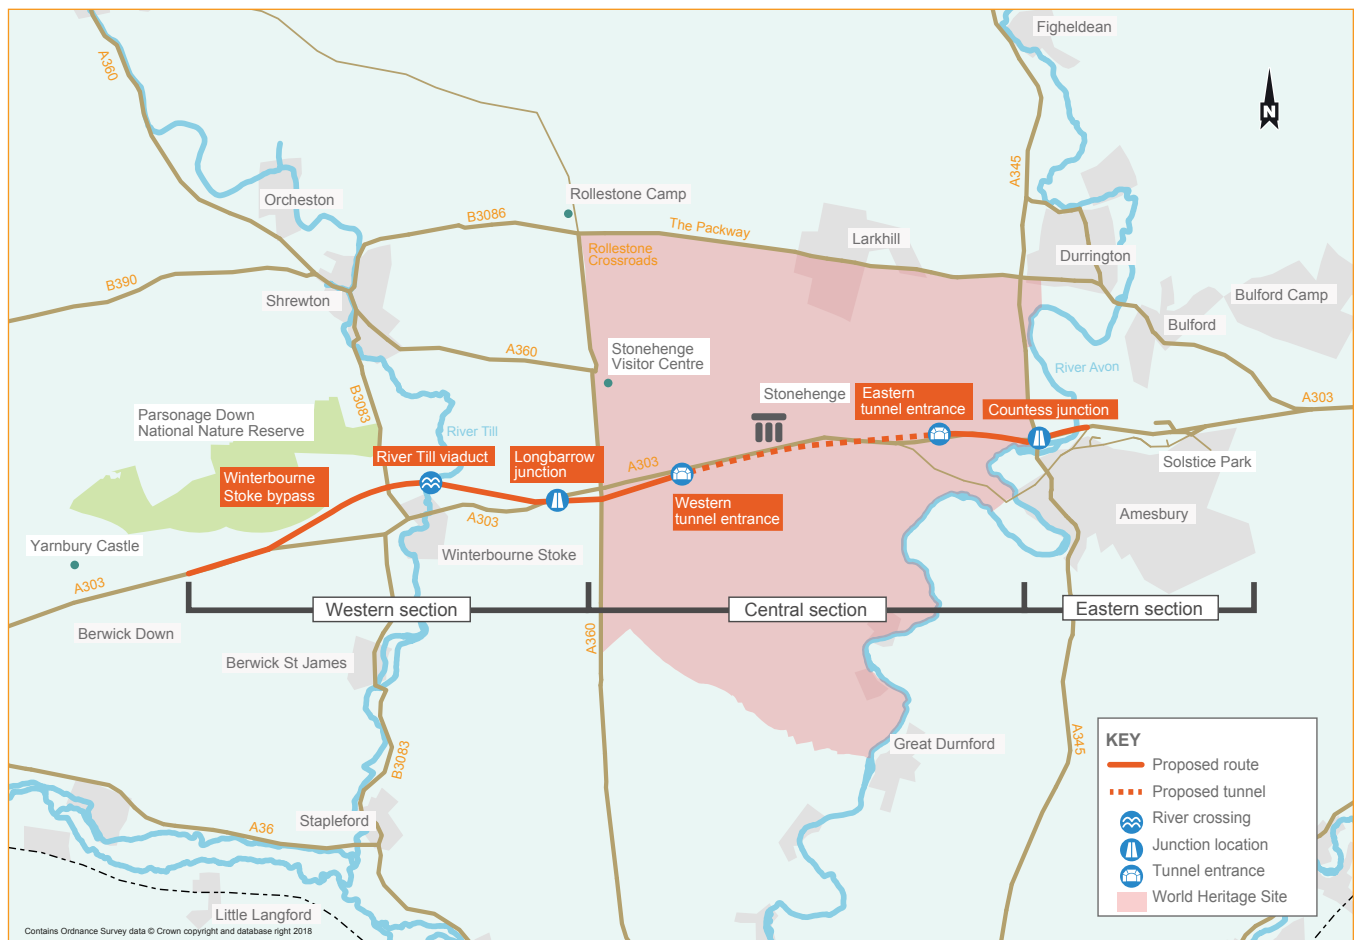 Figheldean
A360
N
A345
Rollestone Camp
Orcheston
B3086
The Packway
Larkhill
Rollestone
Crossroads
Durrington
B390
Bulford Camp
Shrewton
Bulford
A360
Stonehenge
Visitor Centre
River Avon
B3083
Stonehenge
Eastern
tunnel entrance
Countess junction
A303
Parsonage Down
National Nature Reserve
River Till
River Till viaduct
Longbarrow
junction
A303
Solstice Park
Winterbourne
Stoke bypass
Western
tunnel entrance
A303
Amesbury
Yarnbury Castle
Winterbourne Stoke
A303
Western section
Central section
Eastern section
Berwick Down
A360
Berwick St James
A345
Great Durnford
B3083
Stapleford
A36
Little Langford
KEY
Proposed route
Proposed tunnel
River crossing
Junction location
Tunnel entrance
World Heritage Site
Contains Ordnance Survey data © Crown copyright and database right 2018